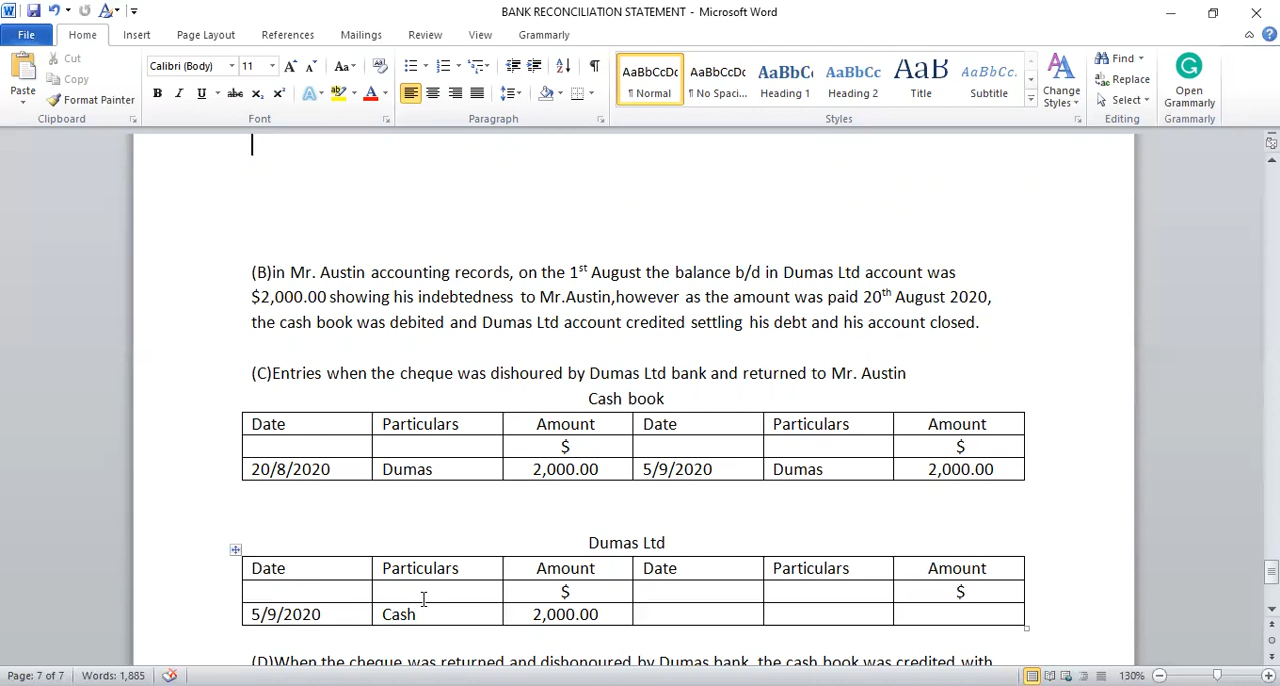 BANK RECONCILIATION STATEMENT - Microsoft Word
File Home Insert Page Layout References Mailings Review View Grammarly
Cut
Copy
Format Painter
Paste
Calibri (Body) 11
AaBbCcDc AaBbCcDc AaBbC AaBbCc AaB AaBbCc.
¶ Normal ¶ No Spaci... Heading 1 Heading 2 Title Subtitle
Change Styles
Find
Replace
Select
Open Grammarly
Clipboard Font Paragraph Styles Editing Grammarly
(B)in Mr. Austin accounting records, on the 1st August the balance b/d in Dumas Ltd account was
$2,000.00 showing his indebtedness to Mr.Austin,however as the amount was paid 20th August 2020,
the cash book was debited and Dumas Ltd account credited settling his debt and his account closed.
(C)Entries when the cheque was dishoured by Dumas Ltd bank and returned to Mr. Austin
Cash book
Date Particulars Amount Date Particulars Amount
$ $
20/8/2020 Dumas 2,000.00 5/9/2020 Dumas 2,000.00
Dumas Ltd
Date Particulars Amount Date Particulars Amount
$ $
5/9/2020 Cash 2,000.00
(D)When the cheque was returned and dishonoured by Dumas bank, the cash book was credited with
Page: 7 of 7 Words: 1,885 130%